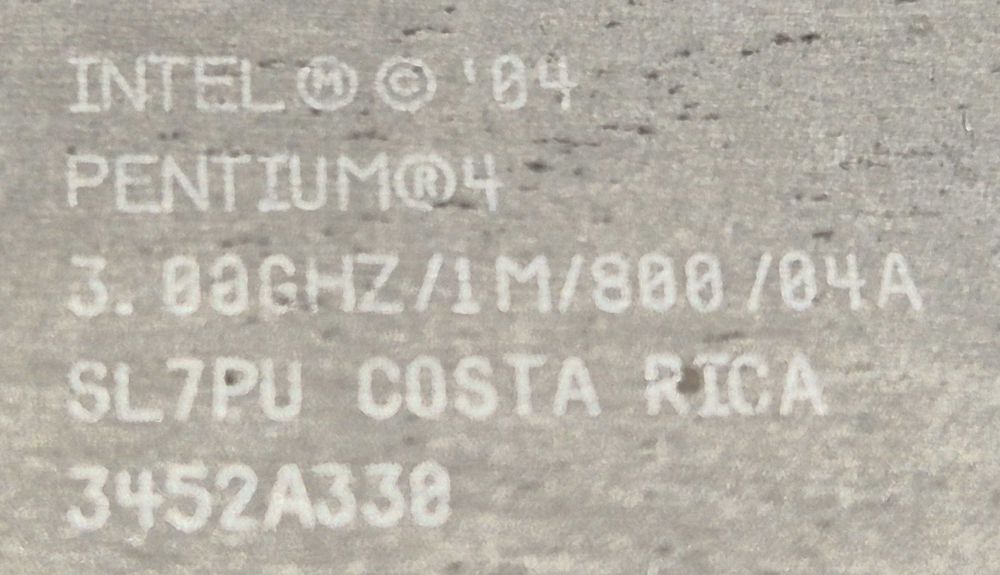 INTEL Ⓜ © '04
PENTIUM®4
3.00GHZ/1M/800/04A
SL7PU COSTA RICA
3452A330